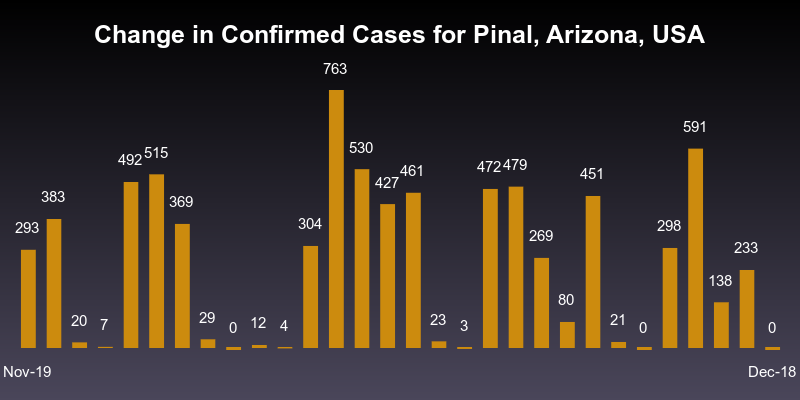 Change in Confirmed Cases for Pinal, Arizona, USA
293 383 20 7 492 515 369 29 0 12 4 304 763 530 427 461 23 3 472 479 269 80 451 21 0 298 591 138 233 0
Nov-19 Dec-18